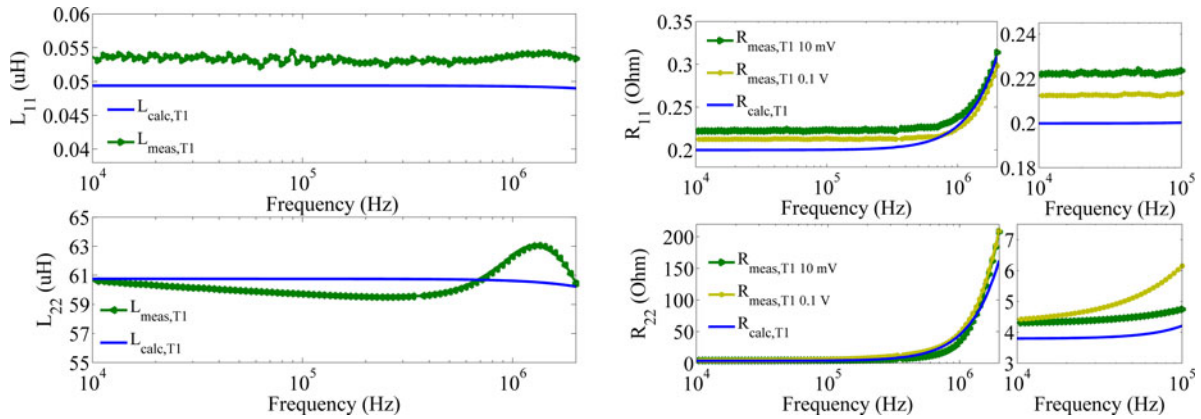 0.06
0.055
0.05
0.045
0.04
L11 (uH)
Lcalc,T1
Lmeas,T1
10^4 10^5 10^6
Frequency (Hz)
65
63
61
59
57
55
L22 (uH)
Lmeas,T1
Lcalc,T1
10^4 10^5 10^6
Frequency (Hz)
0.35
0.3
0.25
0.2
R11 (Ohm)
Rmeas,T1 10 mV
Rmeas,T1 0.1 V
Rcalc,T1
10^4 10^5 10^6
Frequency (Hz)
0.24
0.22
0.2
0.18
10^4 10^5
Frequency (Hz)
200
150
100
50
0
R22 (Ohm)
Rmeas,T1 10 mV
Rmeas,T1 0.1 V
Rcalc,T1
10^4 10^5 10^6
Frequency (Hz)
7
6
5
4
3
10^4 10^5
Frequency (Hz)